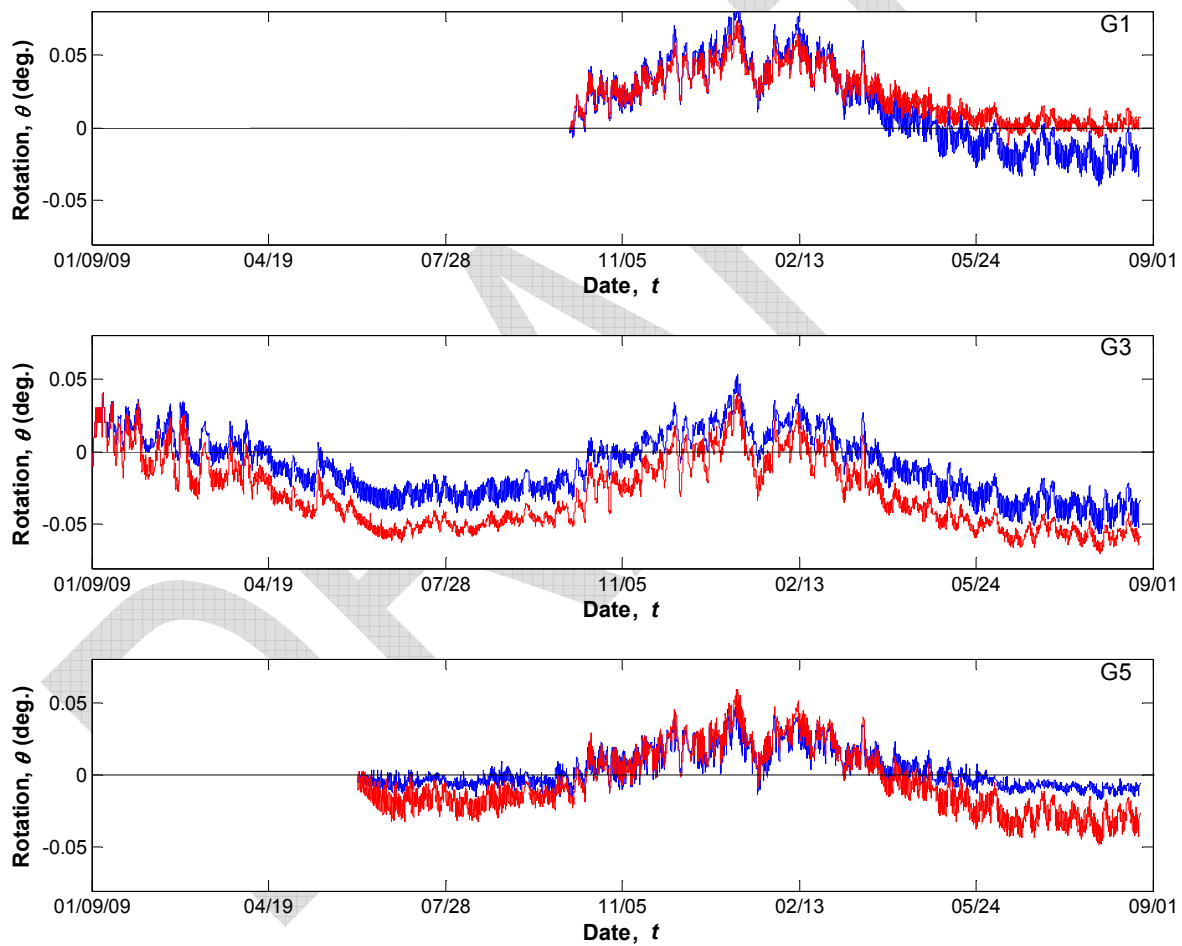 G1
Rotation, θ (deg.)
0.05
0
-0.05
01/09/09 04/19 07/28 11/05 02/13 05/24 09/01
Date, t
G3
Rotation, θ (deg.)
0.05
0
-0.05
01/09/09 04/19 07/28 11/05 02/13 05/24 09/01
Date, t
G5
Rotation, θ (deg.)
0.05
0
-0.05
01/09/09 04/19 07/28 11/05 02/13 05/24 09/01
Date, t